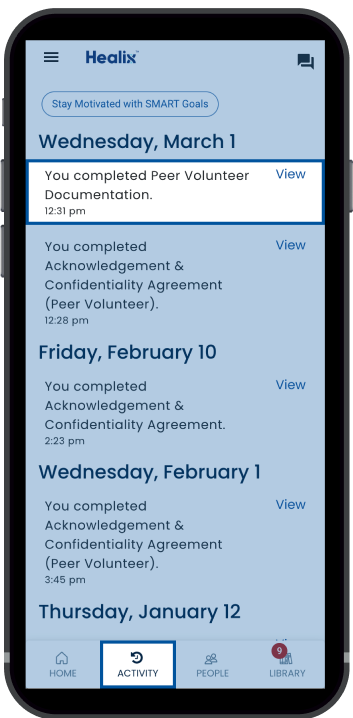 Healix
Stay Motivated with SMART Goals
Wednesday, March 1
You completed Peer Volunteer View
Documentation.
12:31 pm
You completed View
Acknowledgement &
Confidentiality Agreement
(Peer Volunteer).
12:28 pm
Friday, February 10
You completed View
Acknowledgement &
Confidentiality Agreement.
2:23 pm
Wednesday, February 1
You completed View
Acknowledgement &
Confidentiality Agreement
(Peer Volunteer).
3:45 pm
Thursday, January 12
9
HOME ACTIVITY PEOPLE LIBRARY